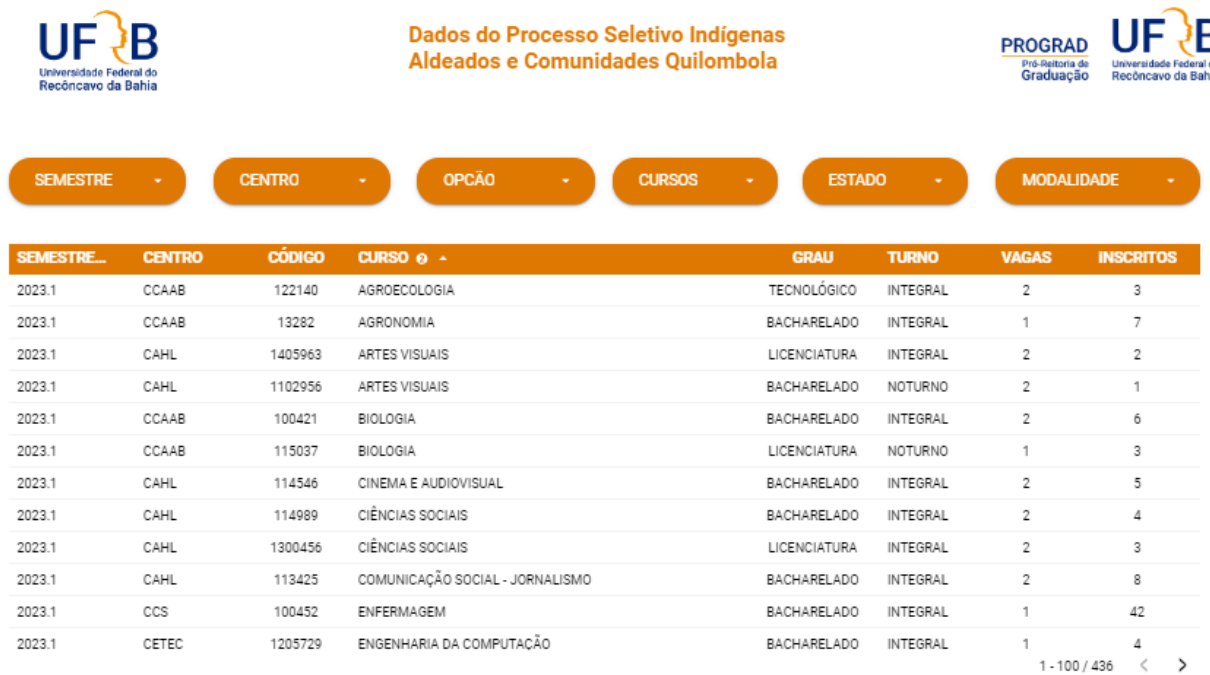 UFRB
Universidade Federal do
Recôncavo da Bahia
Dados do Processo Seletivo Indígenas
Aldeados e Comunidades Quilombola
PROGRAD
Pró-Reitoria de
Graduação
UFRB
Universidade Federal d
Recôncavo da Bah
SEMESTRE CENTRO OPCÃO CURSOS ESTADO MODALIDADE
SEMESTRE... CENTRO CÓDIGO CURSO GRAU TURNO VAGAS INSCRITOS
2023.1 CCAAB 122140 AGROECOLOGIA TECNOLÓGICO INTEGRAL 2 3
2023.1 CCAAB 13282 AGRONOMIA BACHARELADO INTEGRAL 1 7
2023.1 CAHL 1405963 ARTES VISUAIS LICENCIATURA INTEGRAL 2 2
2023.1 CAHL 1102956 ARTES VISUAIS BACHARELADO NOTURNO 2 1
2023.1 CCAAB 100421 BIOLOGIA BACHARELADO INTEGRAL 2 6
2023.1 CCAAB 115037 BIOLOGIA LICENCIATURA NOTURNO 1 3
2023.1 CAHL 114546 CINEMA E AUDIOVISUAL BACHARELADO INTEGRAL 2 5
2023.1 CAHL 114989 CIÊNCIAS SOCIAIS BACHARELADO INTEGRAL 2 4
2023.1 CAHL 1300456 CIÊNCIAS SOCIAIS LICENCIATURA INTEGRAL 2 3
2023.1 CAHL 113425 COMUNICAÇÃO SOCIAL - JORNALISMO BACHARELADO INTEGRAL 2 8
2023.1 CCS 100452 ENFERMAGEM BACHARELADO INTEGRAL 1 42
2023.1 CETEC 1205729 ENGENHARIA DA COMPUTAÇÃO BACHARELADO INTEGRAL 1 4
1 - 100 / 436 < >